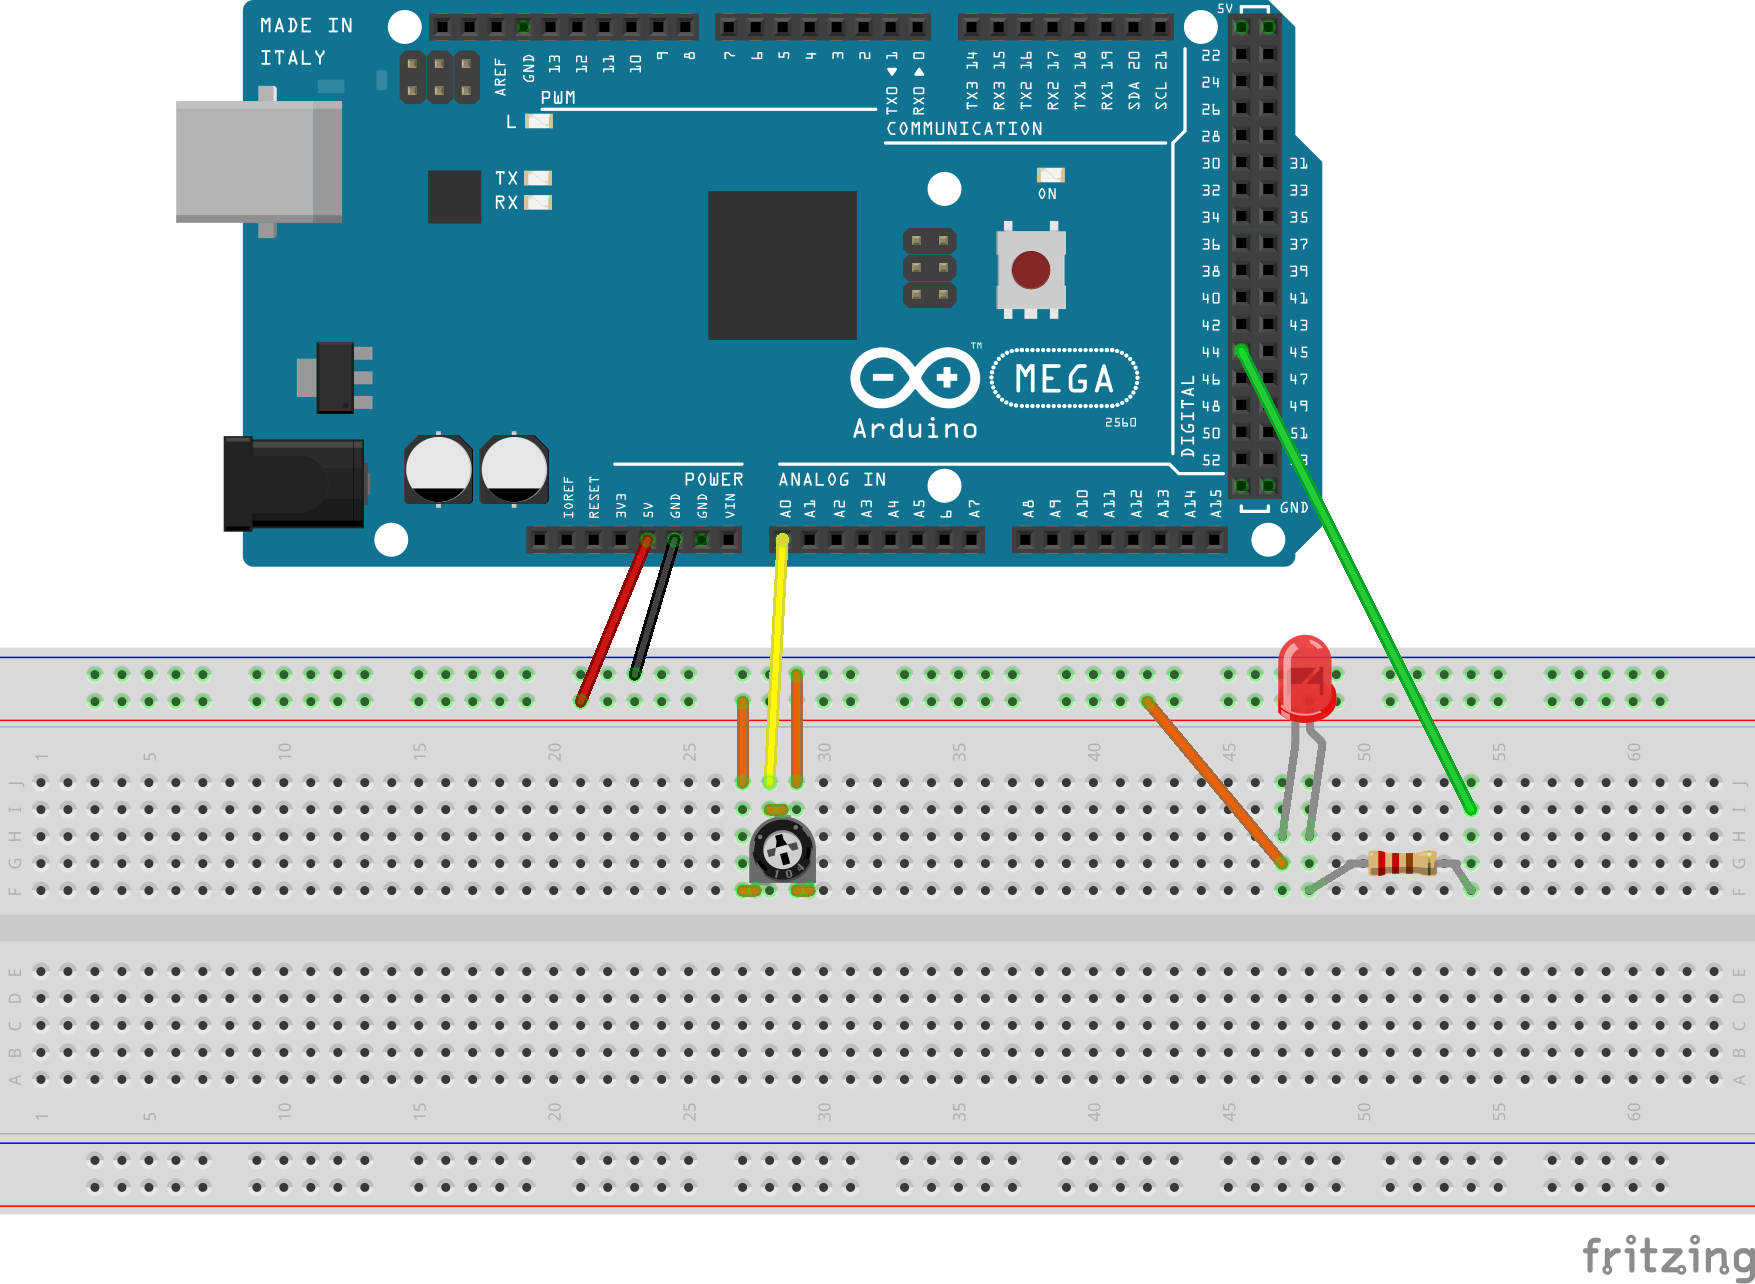 MADE IN
ITALY
AREF
GND
13
12
11
10
9
8
7
6
5
4
3
2
TX0 1
RX0 0
TX3 14
RX3 15
TX2 16
RX2 17
TX1 18
RX1 19
SDA 20
SCL 21
5V
PWM
L
COMMUNICATION
TX
RX
ON
22
24
26
28
30 31
32 33
34 35
36 37
38 39
40 41
42 43
44 45
46 47
48 49
50 51
52
DIGITAL
GND
TM
MEGA
2560
Arduino
POWER
ANALOG IN
IOREF
RESET
3V3
5V
GND
GND
VIN
A0
A1
A2
A3
A4
A5
6
A7
A8
A9
A10
A11
A12
A13
A14
A15
1 5 10 15 20 25 30 35 40 45 50 55 60
J J
I I
H H
G G
F F
104
E E
D D
C C
B B
A A
1 5 10 15 20 25 30 35 40 45 50 55 60
fritzing